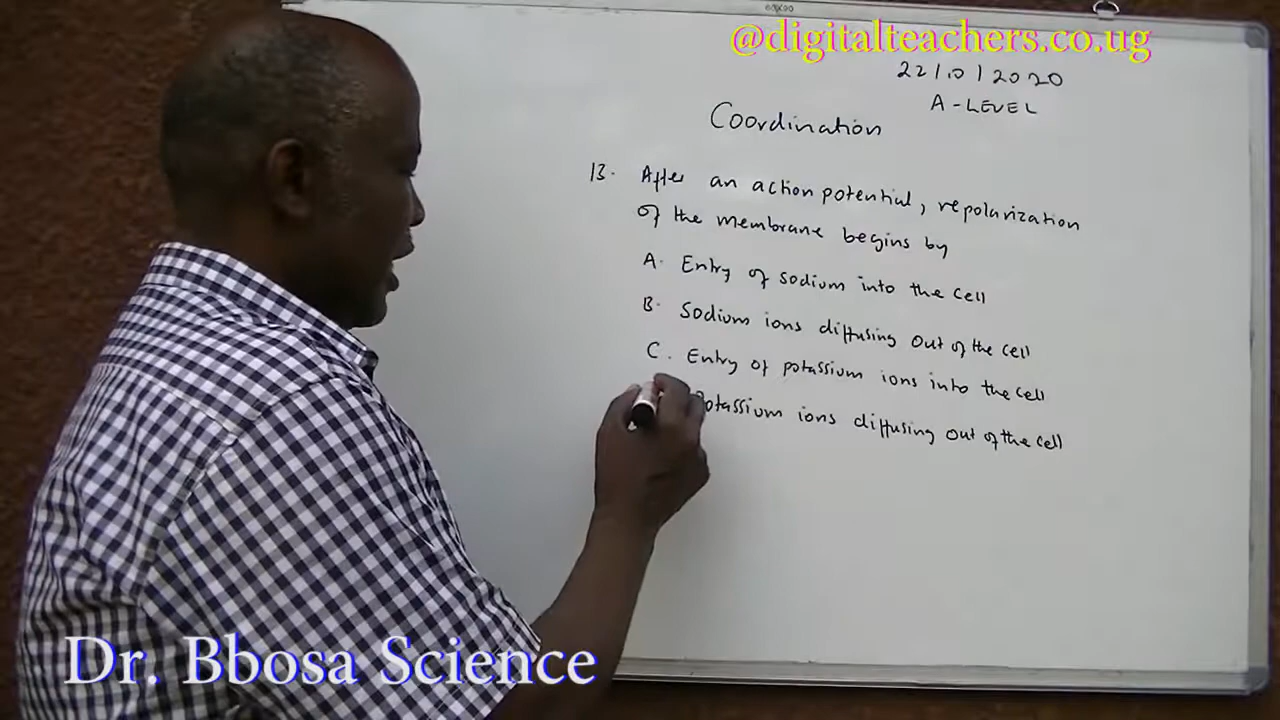 @digitalteachers.co.ug
22/10/2020
A-LEVEL
Coordination
13. After an action potential, repolarization
of the membrane begins by
A. Entry of sodium into the cell
B. Sodium ions diffusing out of the cell
C. Entry of potassium ions into the cell
Potassium ions diffusing out of the cell
Dr. Bbosa Science